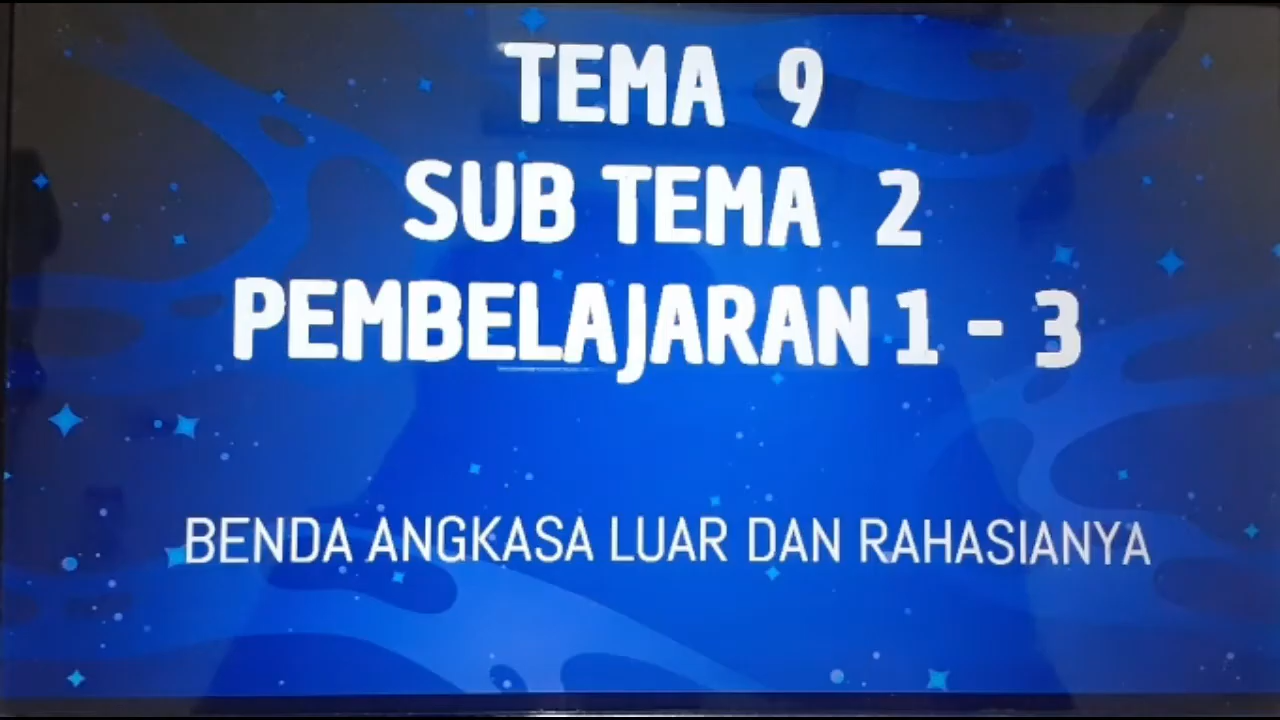 TEMA 9
SUB TEMA 2
PEMBELAJARAN 1 - 3
BENDA ANGKASA LUAR DAN RAHASIANYA